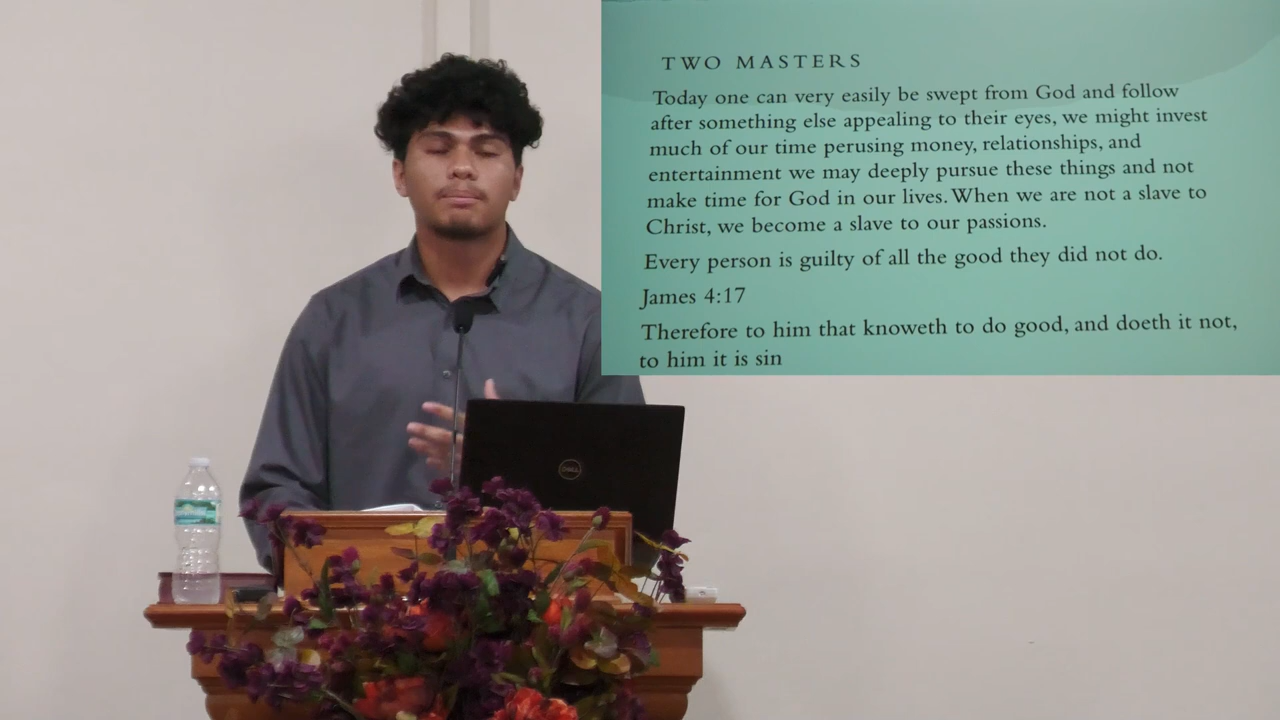 TWO MASTERS
Today one can very easily be swept from God and follow
after something else appealing to their eyes, we might invest
much of our time perusing money, relationships, and
entertainment we may deeply pursue these things and not
make time for God in our lives. When we are not a slave to
Christ, we become a slave to our passions.
Every person is guilty of all the good they did not do.
James 4:17
Therefore to him that knoweth to do good, and doeth it not,
to him it is sin
DELL